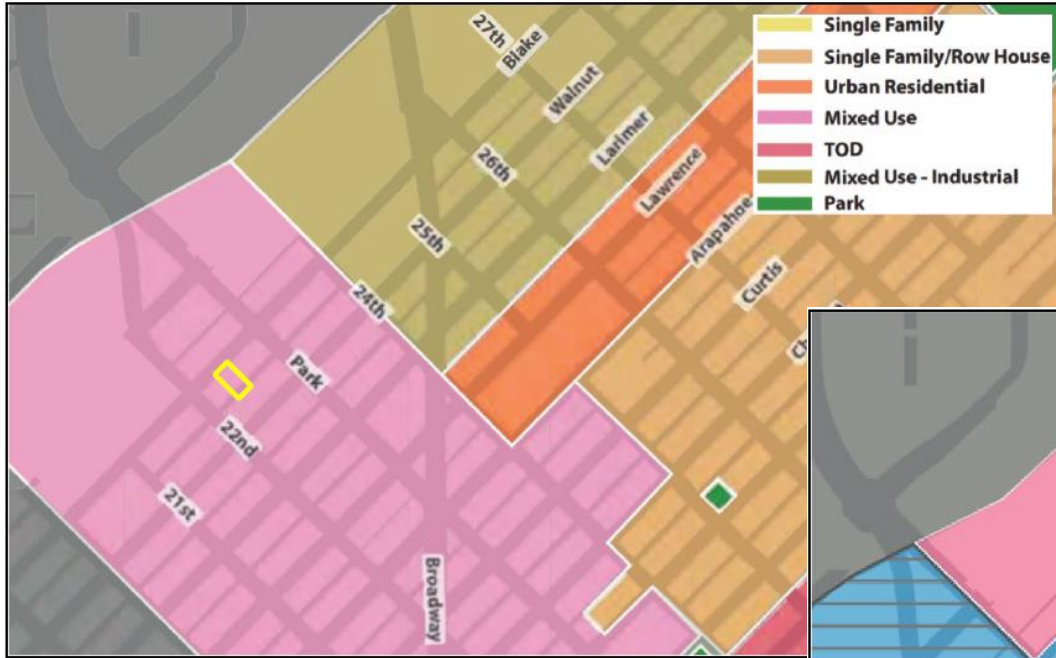 Single Family
Single Family/Row House
Urban Residential
Mixed Use
TOD
Mixed Use - Industrial
Park
27th
Blake
Walnut
Larimer
26th
Lawrence
25th
Arapahoe
Curtis
24th
Park
22nd
21st
Broadway